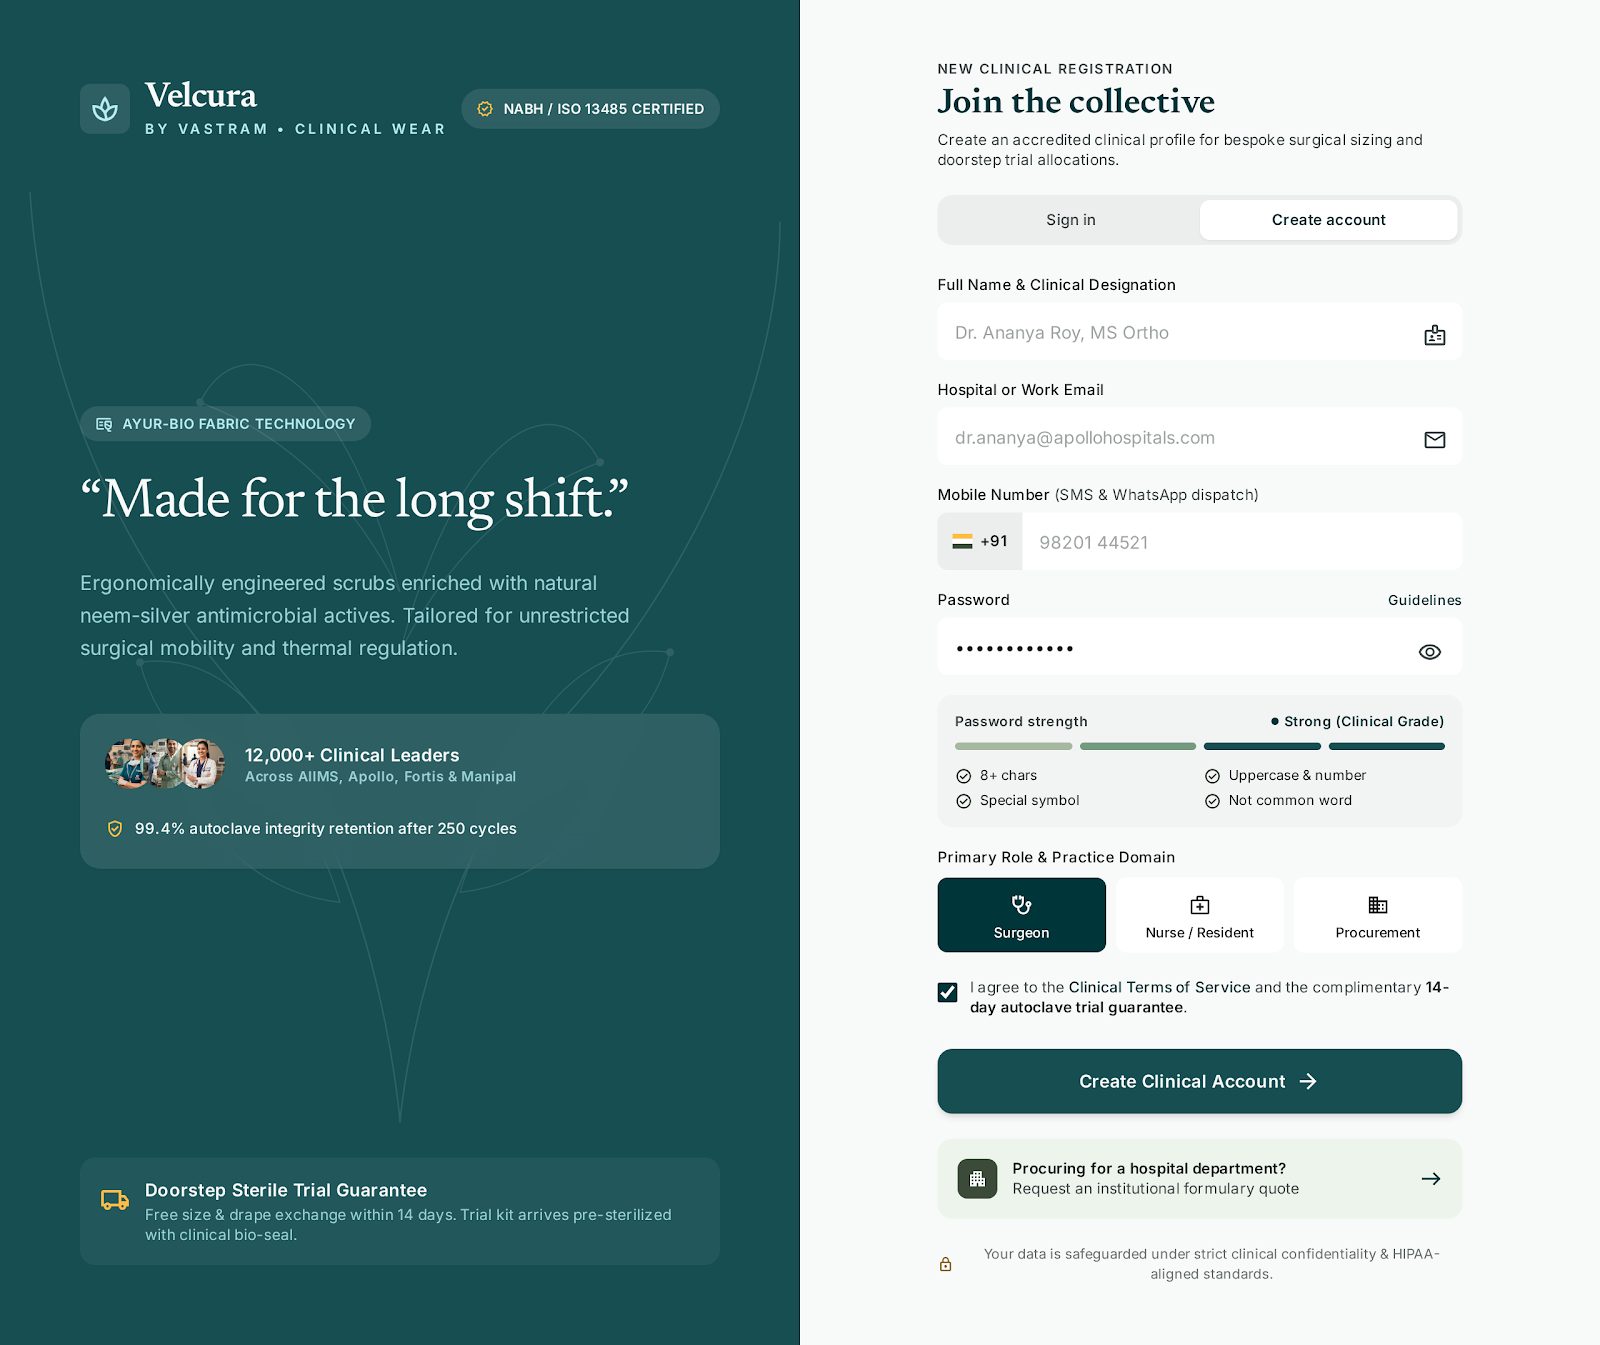 Velcura
BY VASTRAM • CLINICAL WEAR
NABH / ISO 13485 CERTIFIED
AYUR-BIO FABRIC TECHNOLOGY
“Made for the long shift.”
Ergonomically engineered scrubs enriched with natural
neem-silver antimicrobial actives. Tailored for unrestricted
surgical mobility and thermal regulation.
12,000+ Clinical Leaders
Across AIIMS, Apollo, Fortis & Manipal
99.4% autoclave integrity retention after 250 cycles
Doorstep Sterile Trial Guarantee
Free size & drape exchange within 14 days. Trial kit arrives pre-sterilized
with clinical bio-seal.
NEW CLINICAL REGISTRATION
Join the collective
Create an accredited clinical profile for bespoke surgical sizing and
doorstep trial allocations.
Sign in
Create account
Full Name & Clinical Designation
Dr. Ananya Roy, MS Ortho
Hospital or Work Email
dr.ananya@apollohospitals.com
Mobile Number (SMS & WhatsApp dispatch)
+91
98201 44521
Password
Guidelines
••••••••••••
Password strength
• Strong (Clinical Grade)
8+ chars
Uppercase & number
Special symbol
Not common word
Primary Role & Practice Domain
Surgeon
Nurse / Resident
Procurement
I agree to the Clinical Terms of Service and the complimentary 14-
day autoclave trial guarantee.
Create Clinical Account →
Procuring for a hospital department?
Request an institutional formulary quote
Your data is safeguarded under strict clinical confidentiality & HIPAA-
aligned standards.